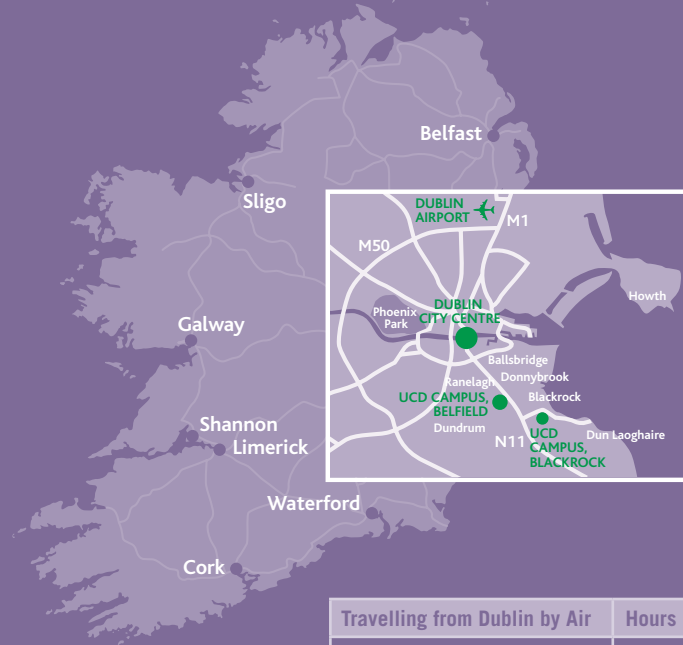 Belfast
Sligo
DUBLIN
AIRPORT
M1
M50
Howth
DUBLIN
CITY CENTRE
Phoenix
Park
Galway
Ballsbridge
Donnybrook
Ranelagh
Blackrock
UCD CAMPUS,
BELFIELD
Dundrum
N11
UCD
CAMPUS,
BLACKROCK
Dun Laoghaire
Shannon
Limerick
Waterford
Cork
Travelling from Dublin by Air
Hours